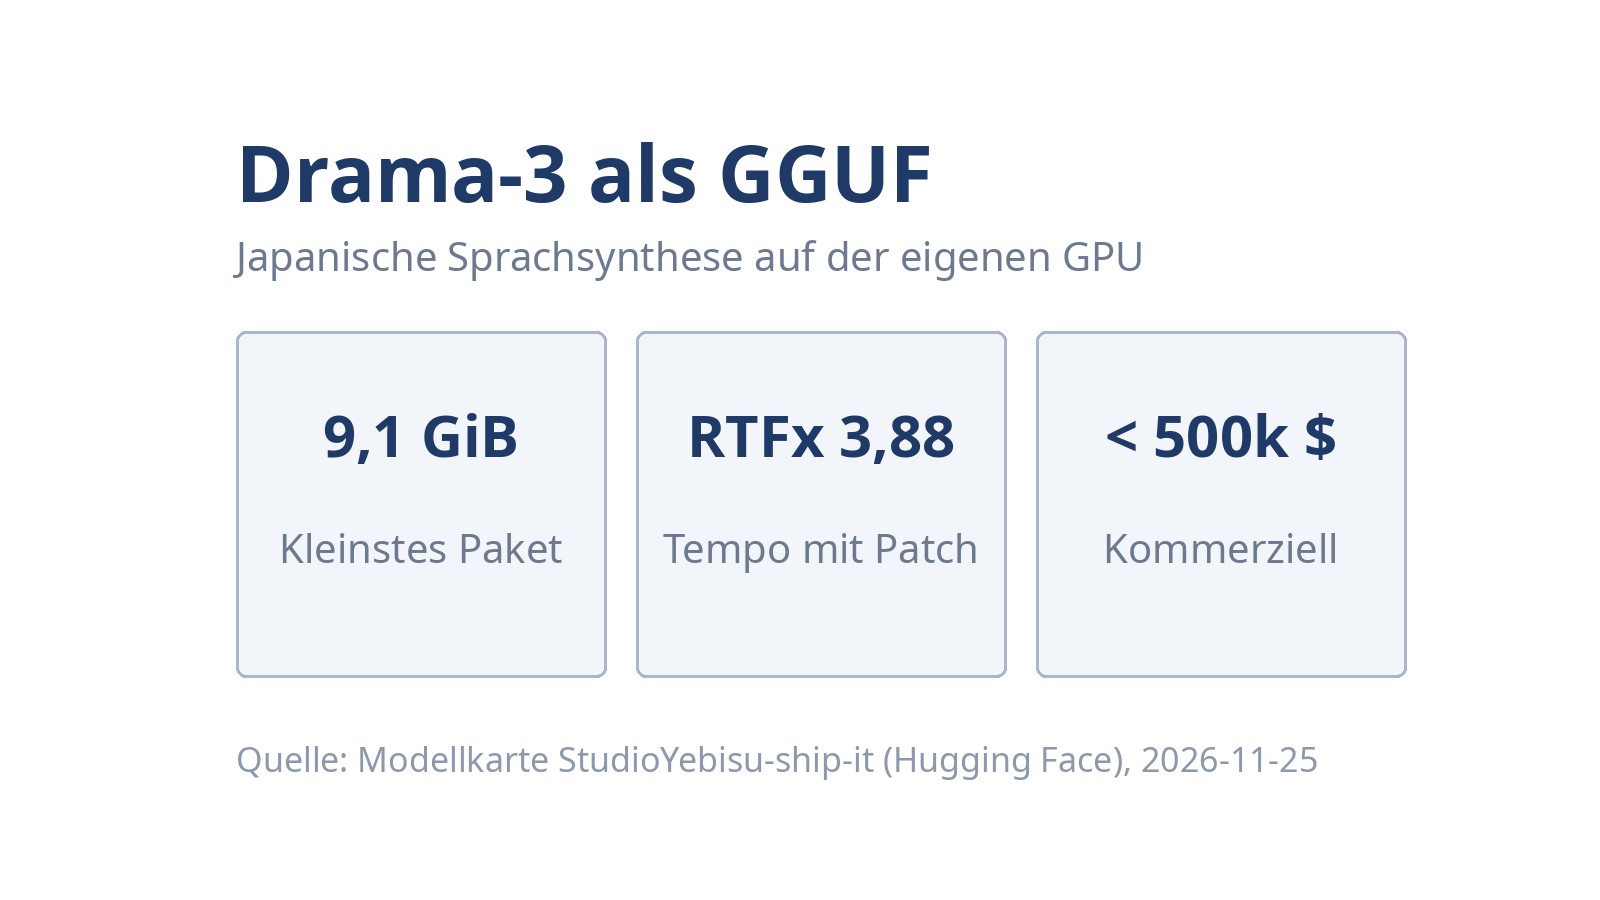 Drama-3 als GGUF
Japanische Sprachsynthese auf der eigenen GPU
9,1 GiB
Kleinstes Paket
RTFx 3,88
Tempo mit Patch
< 500k $
Kommerziell
Quelle: Modellkarte StudioYebisu-ship-it (Hugging Face), 2026-11-25